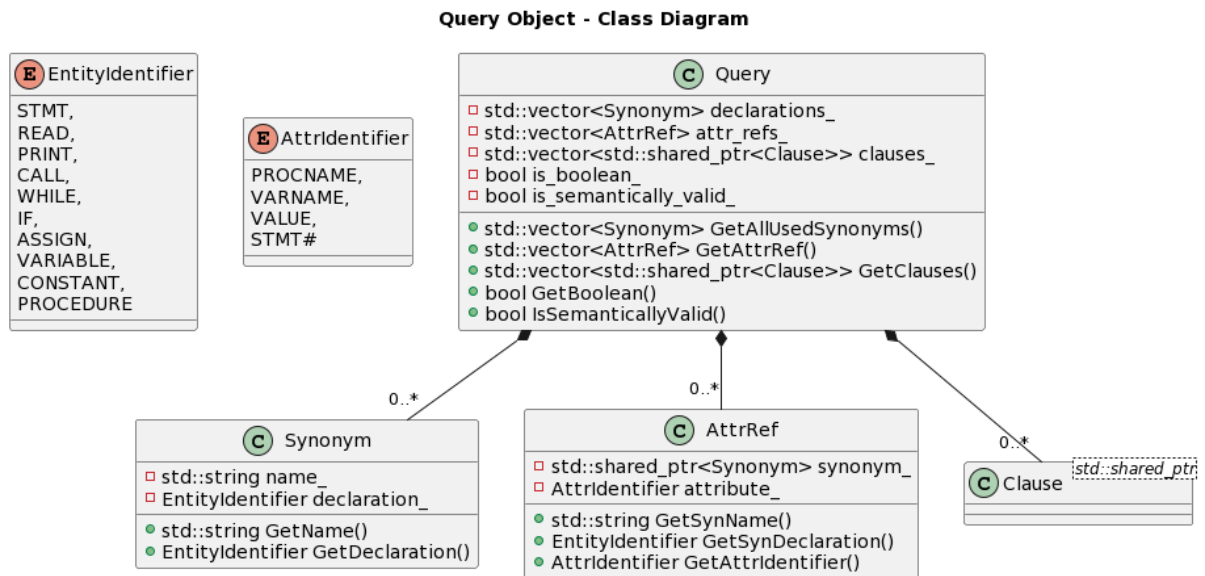 Query Object - Class Diagram
E EntityIdentifier
STMT,
READ,
PRINT,
CALL,
WHILE,
IF,
ASSIGN,
VARIABLE,
CONSTANT,
PROCEDURE
E AttrIdentifier
PROCNAME,
VARNAME,
VALUE,
STMT#
C Query
std::vector<Synonym> declarations_
std::vector<AttrRef> attr_refs_
std::vector<std::shared_ptr<Clause>> clauses_
bool is_boolean_
bool is_semantically_valid_
std::vector<Synonym> GetAllUsedSynonyms()
std::vector<AttrRef> GetAttrRef()
std::vector<std::shared_ptr<Clause>> GetClauses()
bool GetBoolean()
bool IsSemanticallyValid()
0..*
0..*
0..*
C Synonym
std::string name_
EntityIdentifier declaration_
std::string GetName()
EntityIdentifier GetDeclaration()
C AttrRef
std::shared_ptr<Synonym> synonym_
AttrIdentifier attribute_
std::string GetSynName()
EntityIdentifier GetSynDeclaration()
AttrIdentifier GetAttrIdentifier()
std::shared_ptr
C Clause